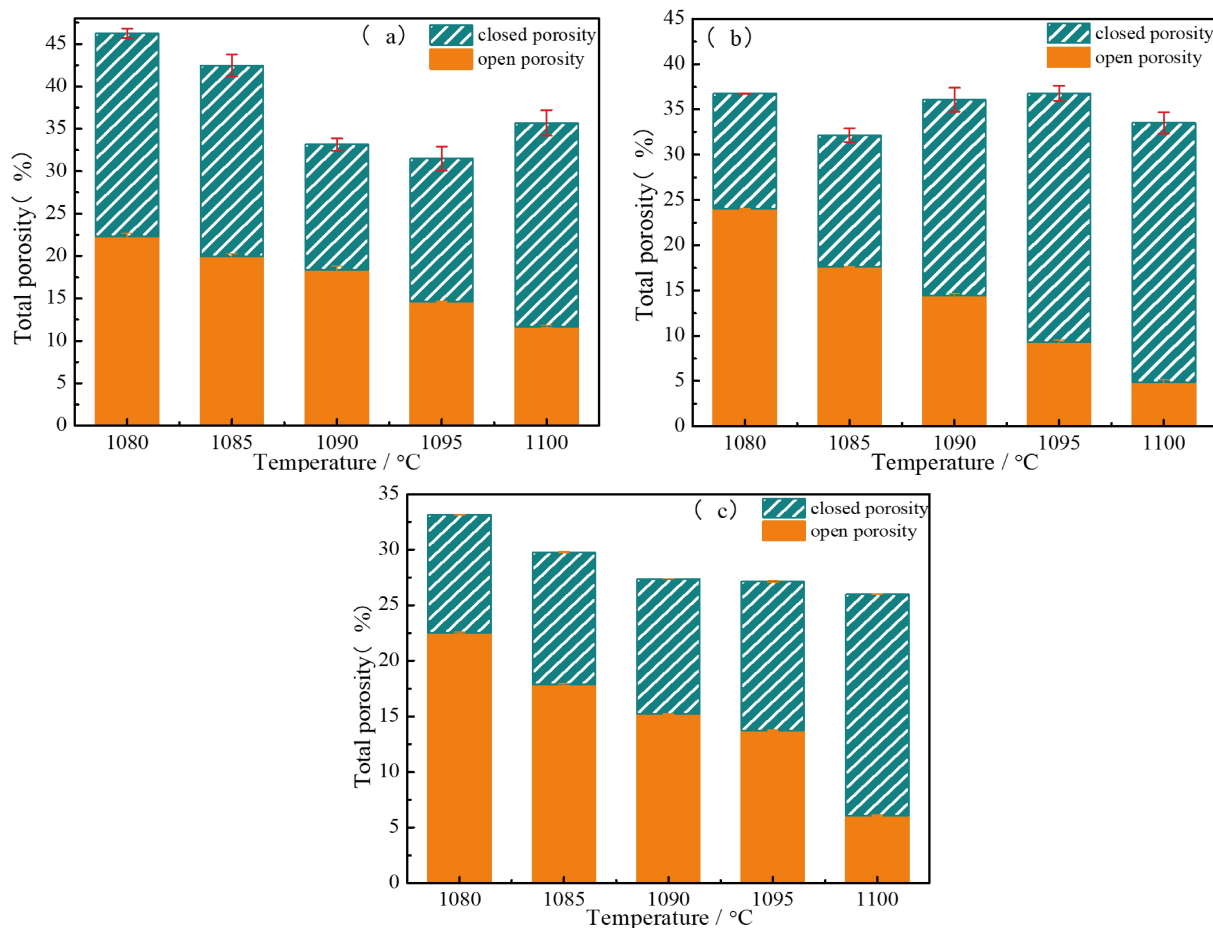 ( a)
closed porosity
open porosity
Total porosity( %)
45
40
35
30
25
20
15
10
5
0
1080 1085 1090 1095 1100
Temperature / °C
( b)
closed porosity
open porosity
Total porosity( %)
45
40
35
30
25
20
15
10
5
0
1080 1085 1090 1095 1100
Temperature / °C
( c)
closed porosity
open porosity
Total porosity( %)
35
30
25
20
15
10
5
0
1080 1085 1090 1095 1100
Temperature / °C